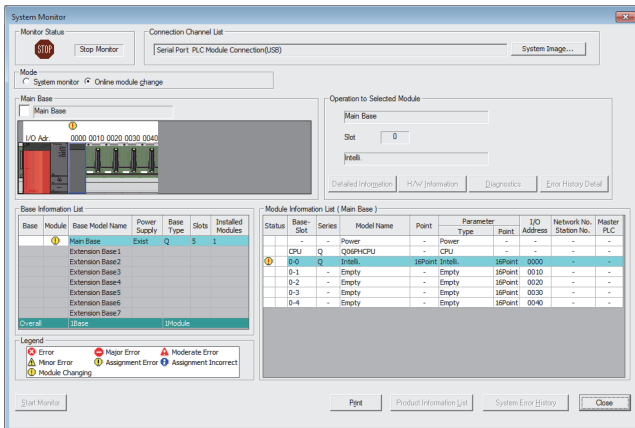 System Monitor
Monitor Status
STOP
Stop Monitor
Connection Channel List
Serial Port PLC Module Connection(USB)
System Image...
Mode
System monitor
Online module change
Main Base
Main Base
I/O Adr. 0000 0010 0020 0030 0040
Operation to Selected Module
Main Base
Slot 0
Intelli.
Detailed Information
H/W Information
Diagnostics
Error History Detail
Base Information List
Base Module Base Model Name Power Supply Base Type Slots Installed Modules
Main Base Exist Q 5 1
Extension Base1
Extension Base2
Extension Base3
Extension Base4
Extension Base5
Extension Base6
Extension Base7
Overall 1Base 1Module
Legend
Error Major Error Moderate Error
Minor Error Assignment Error Assignment Incorrect
Module Changing
Module Information List ( Main Base )
Status Base-Slot Series Model Name Point Parameter Type Point I/O Address Network No. Station No. Master PLC
- - Power - Power - - - -
CPU Q Q06PHCPU - CPU - - - -
0-0 Q Intelli. 16Point Intelli. 16Point 0000 - -
0-1 - Empty - Empty 16Point 0010 - -
0-2 - Empty - Empty 16Point 0020 - -
0-3 - Empty - Empty 16Point 0030 - -
0-4 - Empty - Empty 16Point 0040 - -
Start Monitor
Print
Product Information List
System Error History
Close